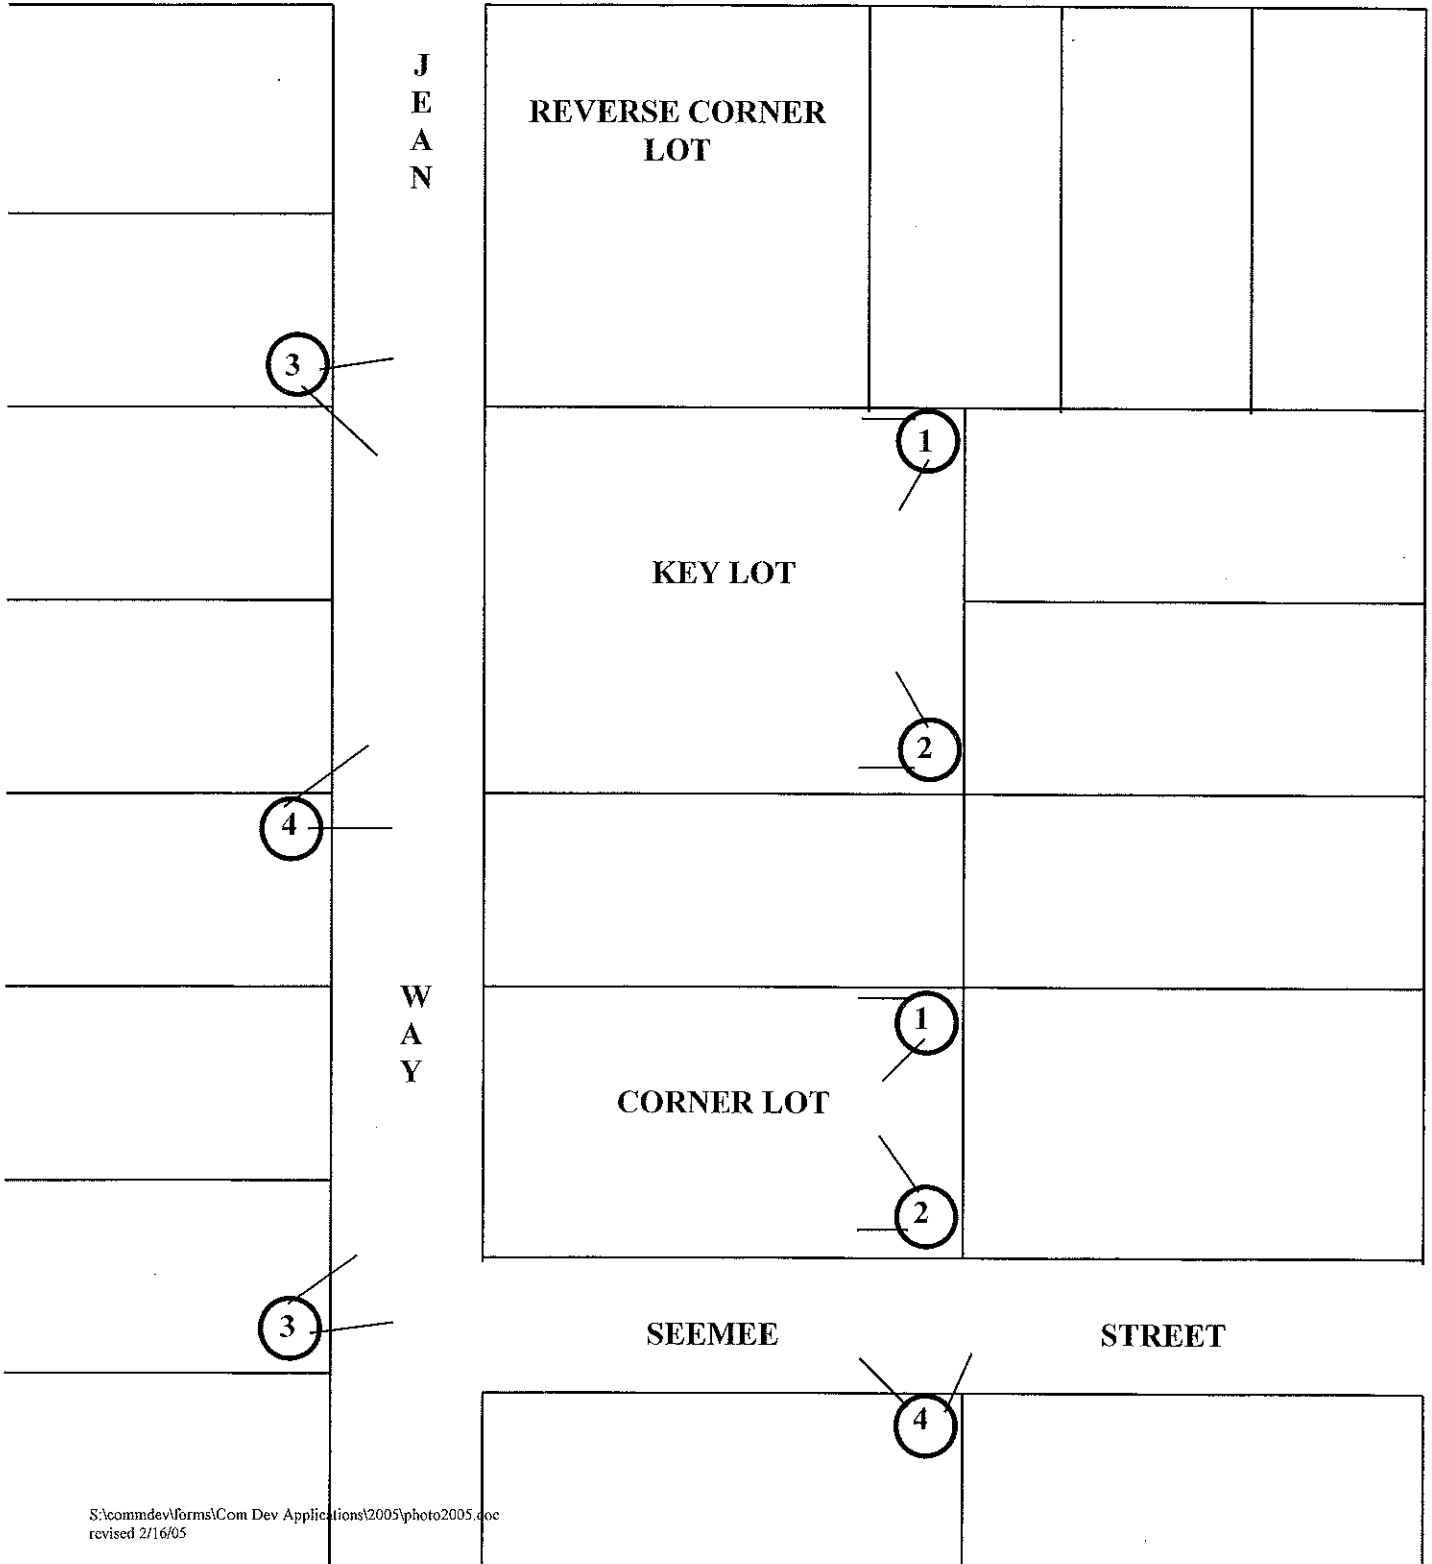 J
E
A
N
REVERSE CORNER
LOT
3
1
KEY LOT
2
4
W
A
Y
1
CORNER LOT
2
3
SEEMEE STREET
4
S:\commdev\forms\Com Dev Applications\2005\photo2005.doc
revised 2/16/05